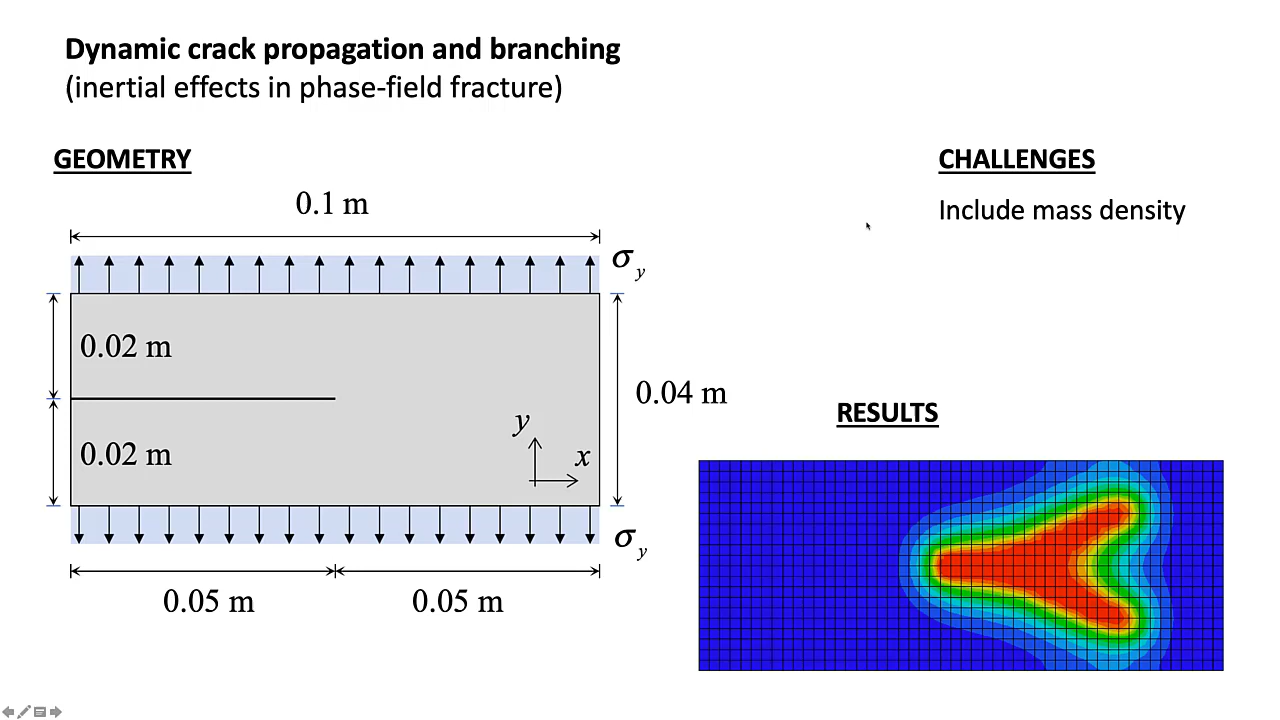 Dynamic crack propagation and branching
(inertial effects in phase-field fracture)
GEOMETRY
0.1 m
σy
0.02 m
0.02 m
y
x
0.04 m
σy
0.05 m
0.05 m
CHALLENGES
Include mass density
RESULTS